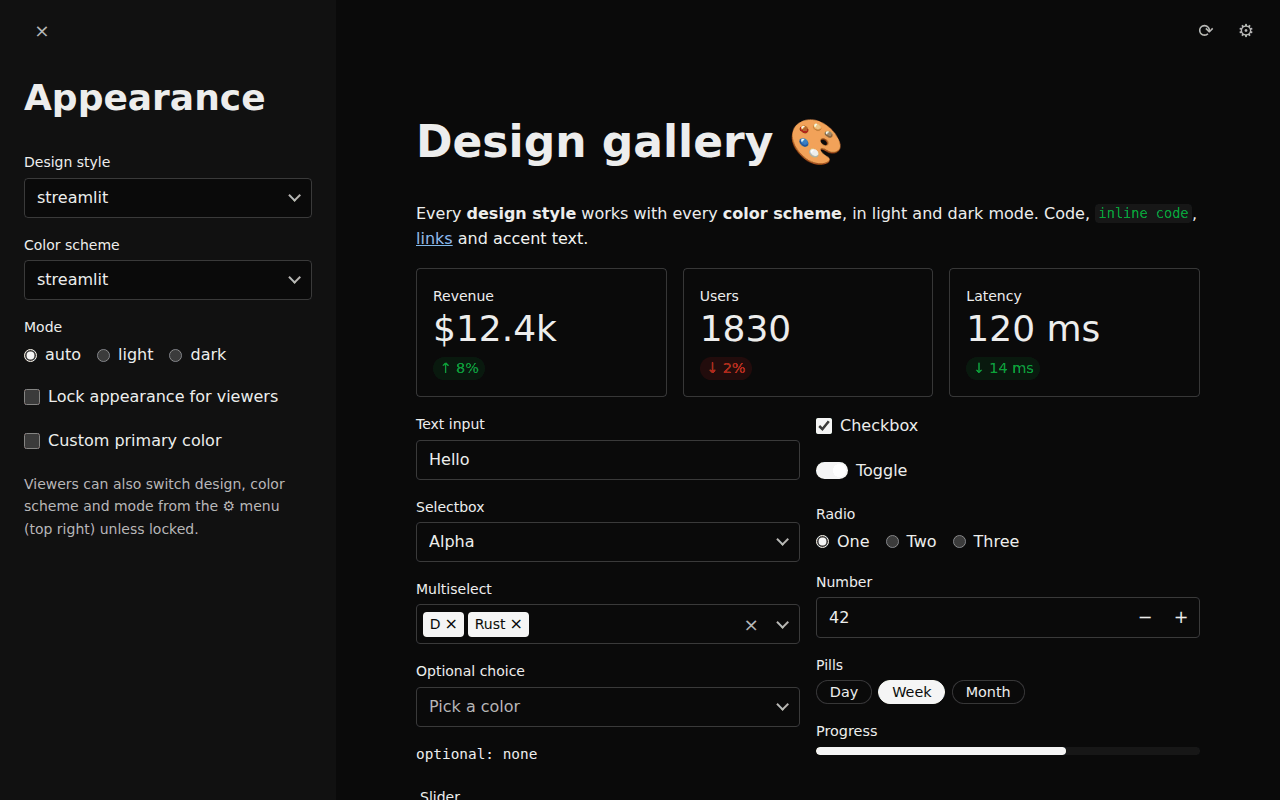 Appearance
Design style
streamlit
Color scheme
streamlit
Mode
auto light dark
Lock appearance for viewers
Custom primary color
Viewers can also switch design, color
scheme and mode from the ⚙ menu
(top right) unless locked.
Design gallery 🎨
Every design style works with every color scheme, in light and dark mode. Code, inline code,
links and accent text.
Revenue
$12.4k
↑ 8%
Users
1830
↓ 2%
Latency
120 ms
↓ 14 ms
Text input
Hello
Selectbox
Alpha
Multiselect
D × Rust ×
Optional choice
Pick a color
optional: none
Slider
Checkbox
Toggle
Radio
One Two Three
Number
42
Pills
Day Week Month
Progress